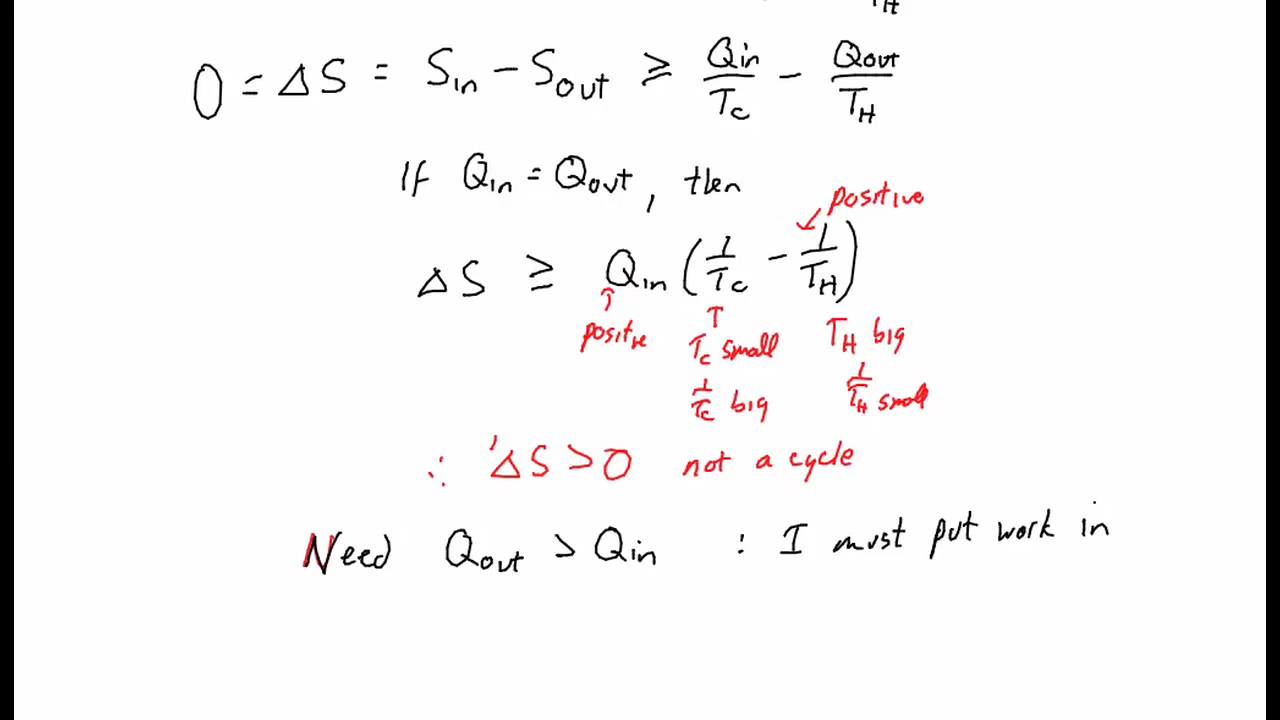 T_H
0 = ΔS = S_in − S_out ≥ Q_in/T_C − Q_out/T_H
If Q_in = Q_out, then
positive
ΔS ≥ Q_in (1/T_C − 1/T_H)
positive T_C small T_H big
1/T_C big 1/T_H small
∴ ΔS > 0 not a cycle
Need Q_out > Q_in : I must put work in